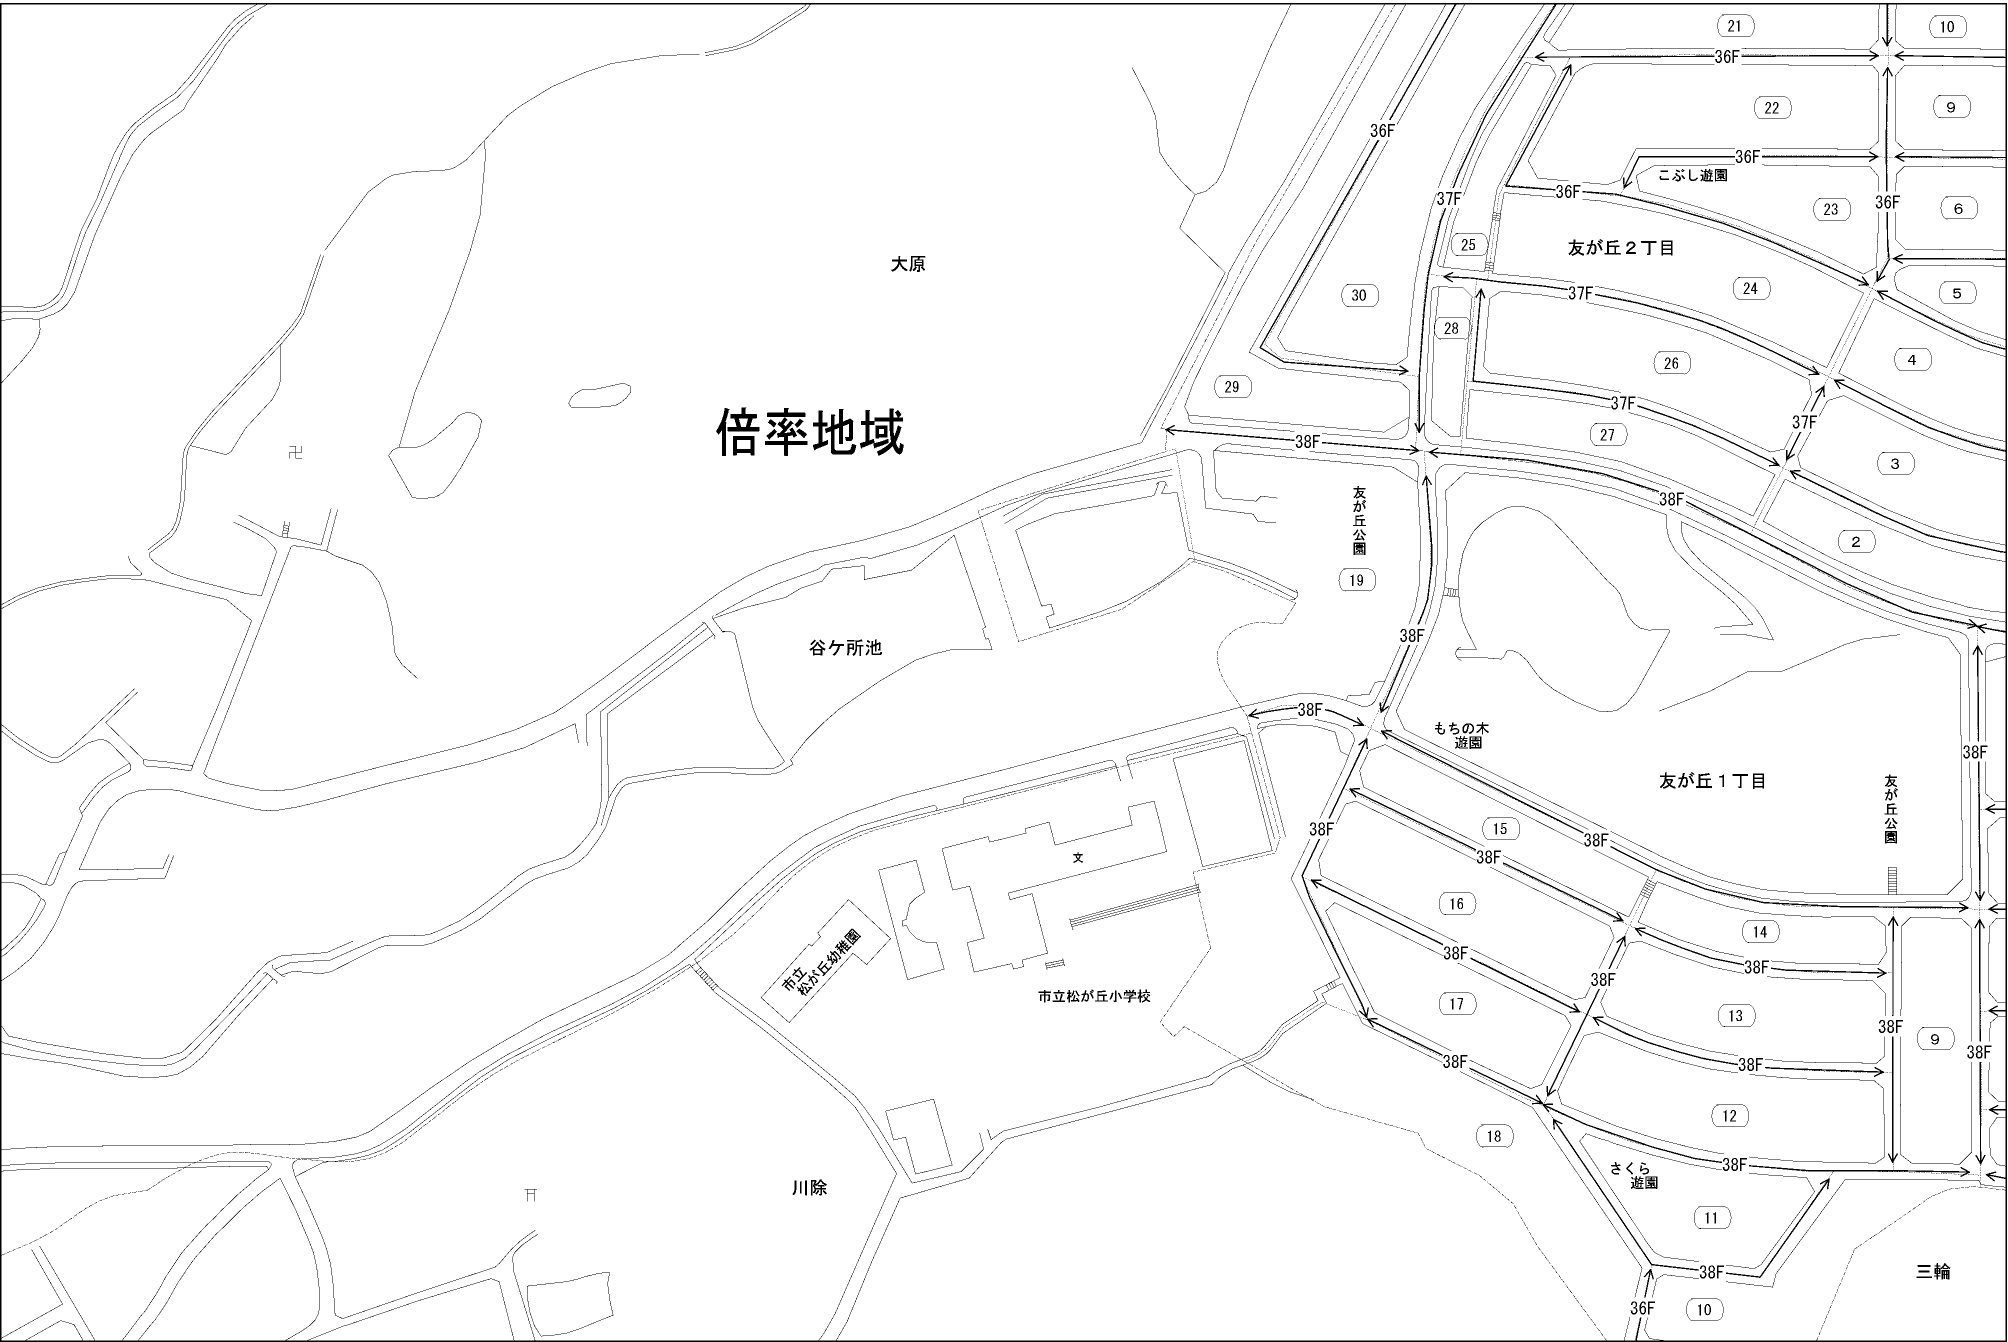 21
10
36F
22
9
36F
36F
こぶし遊園
36F
37F
23
36F
6
25
友が丘２丁目
大原
24
37F
30
5
28
26
4
29
37F
37F
27
倍率地域
38F
3
38F
友が丘公園
2
19
38F
谷ケ所池
38F
もちの木
遊園
38F
友が丘１丁目
友が丘公園
15
38F
38F
38F
文
16
14
市立
松が丘幼稚園
38F
38F
38F
市立松が丘小学校
17
13
38F
9
38F
38F
38F
12
18
38F
さくら
遊園
川除
11
38F
三輪
36F
10